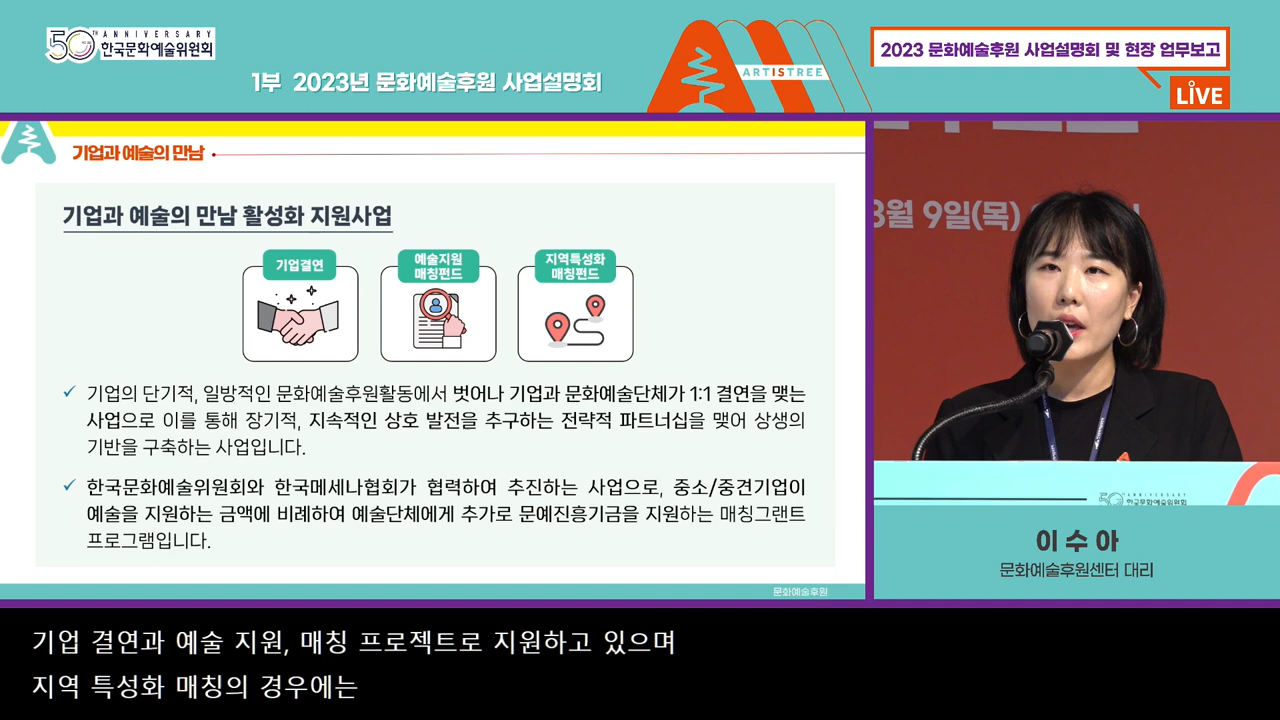 50TH ANNIVERSARY
한국문화예술위원회
1부 2023년 문화예술후원 사업설명회
ARTISTREE
2023 문화예술후원 사업설명회 및 현장 업무보고
LIVE
기업과 예술의 만남
기업과 예술의 만남 활성화 지원사업
기업결연
예술지원
매칭펀드
지역특성화
매칭펀드
기업의 단기적, 일방적인 문화예술후원활동에서 벗어나 기업과 문화예술단체가 1:1 결연을 맺는
사업으로 이를 통해 장기적, 지속적인 상호 발전을 추구하는 전략적 파트너십을 맺어 상생의
기반을 구축하는 사업입니다.
한국문화예술위원회와 한국메세나협회가 협력하여 추진하는 사업으로, 중소/중견기업이
예술을 지원하는 금액에 비례하여 예술단체에게 추가로 문예진흥기금을 지원하는 매칭그랜트
프로그램입니다.
문화예술후원
3월 9일(목)
50TH ANNIVERSARY
한국문화예술위원회
이 수 아
문화예술후원센터 대리
기업 결연과 예술 지원, 매칭 프로젝트로 지원하고 있으며
지역 특성화 매칭의 경우에는